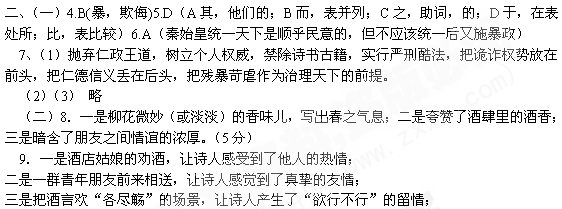 二、（一）4.B(暴，欺侮)5.D（A其，他们的；B而，表并列；C之，助词，的；D于，在表
处所；比，表比较）6.A（秦始皇统一天下是顺乎民意的，但不应该统一后又施暴政）
7、（1）抛弃仁政王道，树立个人权威，禁除诗书古籍，实行严刑酷法，把诡诈权势放在
前头，把仁德信义丢在后头，把残暴苛虐作为治理天下的前提。
（2）（3） 略
（二）8．一是柳花微妙（或淡淡）的香味儿，写出春之气息；二是夸赞了酒肆里的酒香；
三是暗含了朋友之间情谊的浓厚。（5分）
9．一是酒店姑娘的劝酒，让诗人感受到了他人的热情；
二是一群青年朋友前来相送，让诗人感觉到了真挚的友情；
三是把酒言欢“各尽觞”的场景，让诗人产生了“欲行不行”的留情；